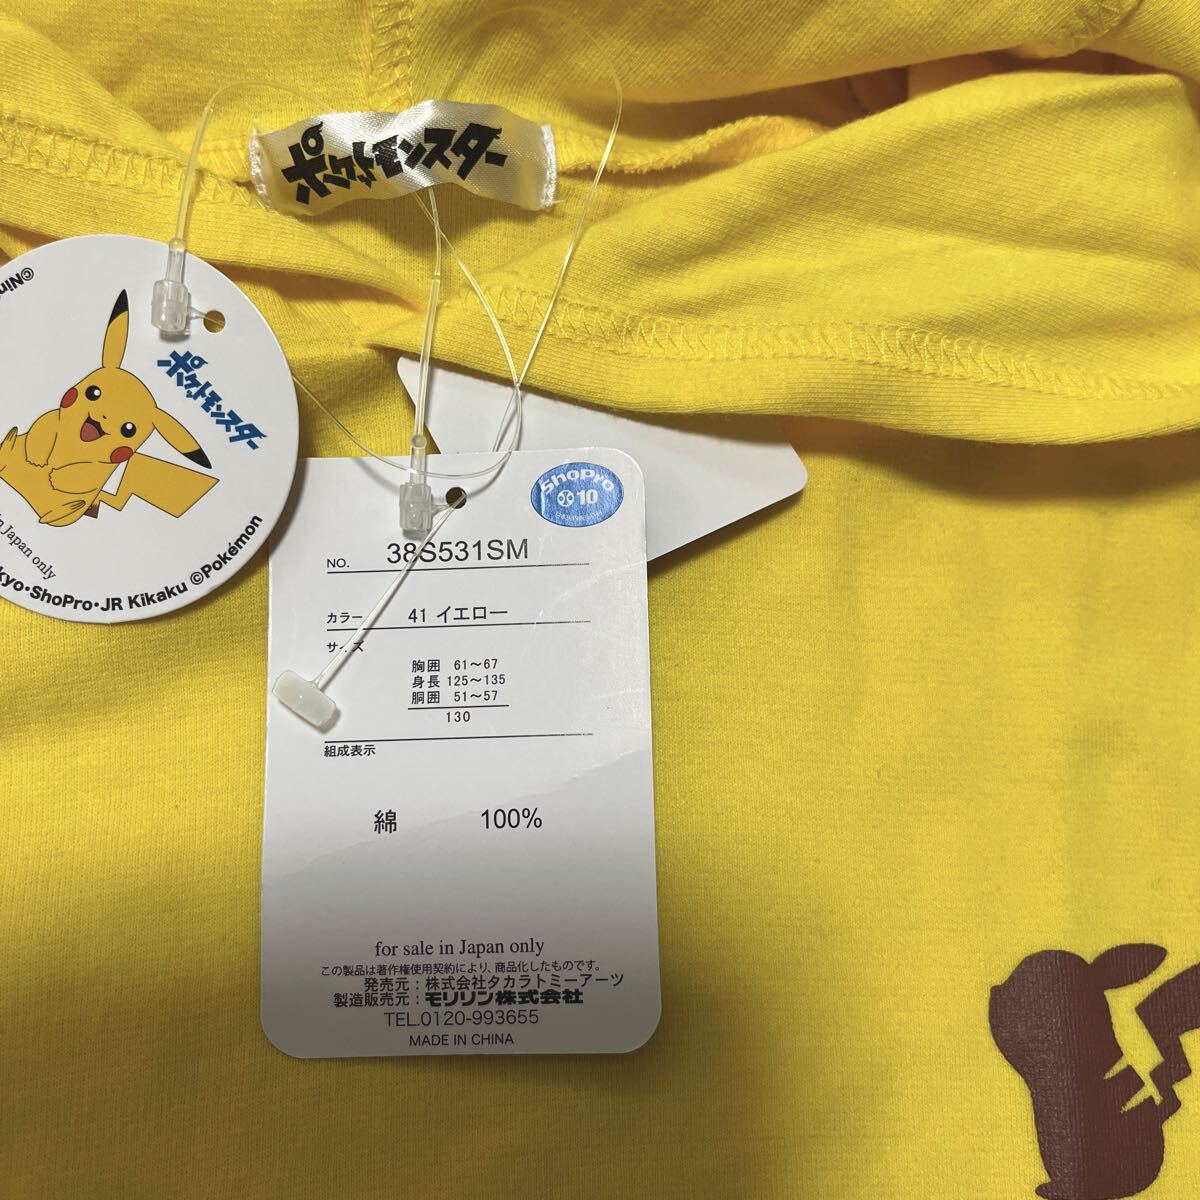 ポケットモンスター
©Nin
ポケットモンスター
in Japan only
kyo・ShoPro・JR Kikaku ©Pokémon
ShoPro
10
NO. 38S531SM
カラー 41 イエロー
サイズ
胸囲 61～67
身長 125～135
胴囲 51～57
130
組成表示
綿 100%
for sale in Japan only
この製品は著作権使用契約により、商品化したものです。
発売元：株式会社タカラトミーアーツ
製造販売元：モリリン株式会社
TEL.0120-993655
MADE IN CHINA